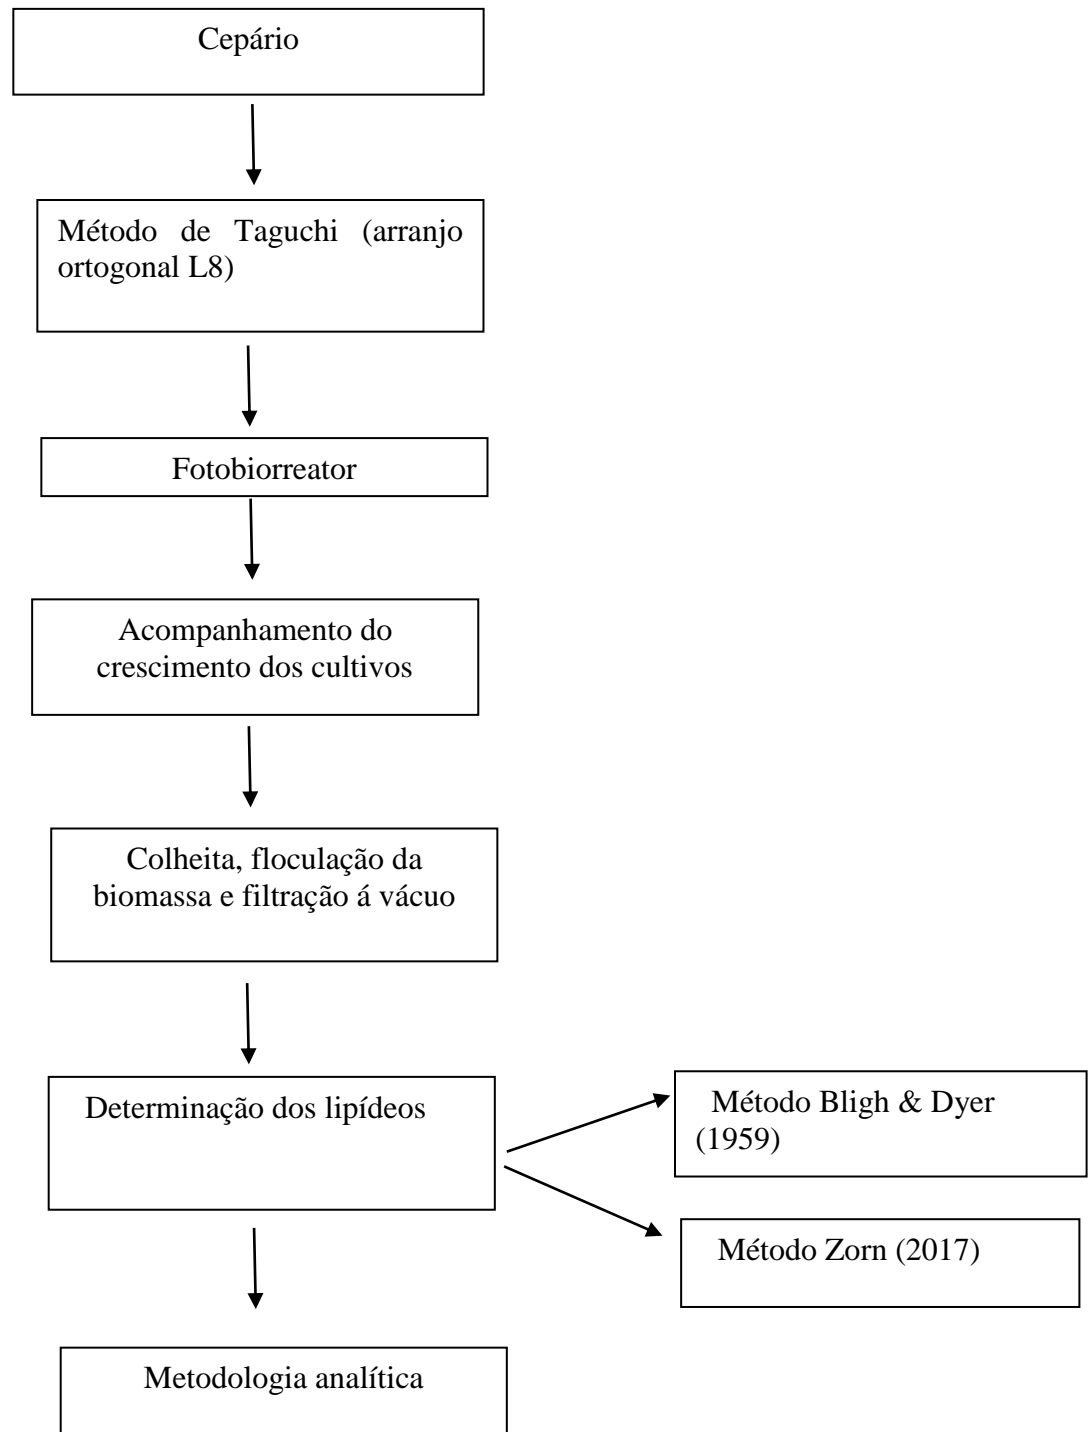 Cepário
Método de Taguchi (arranjo
ortogonal L8)
Fotobiorreator
Acompanhamento do
crescimento dos cultivos
Colheita, floculação da
biomassa e filtração á vácuo
Determinação dos lipídeos
Método Bligh & Dyer
(1959)
Método Zorn (2017)
Metodologia analítica